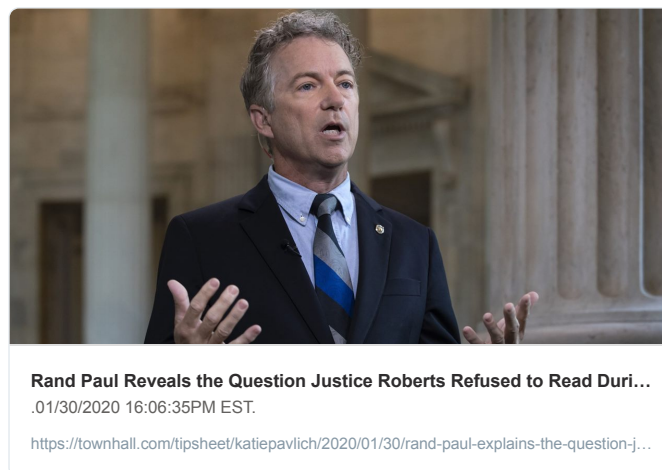 Rand Paul Reveals the Question Justice Roberts Refused to Read Duri...
.01/30/2020 16:06:35PM EST.
https://townhall.com/tipsheet/katiepavlich/2020/01/30/rand-paul-explains-the-question-j...